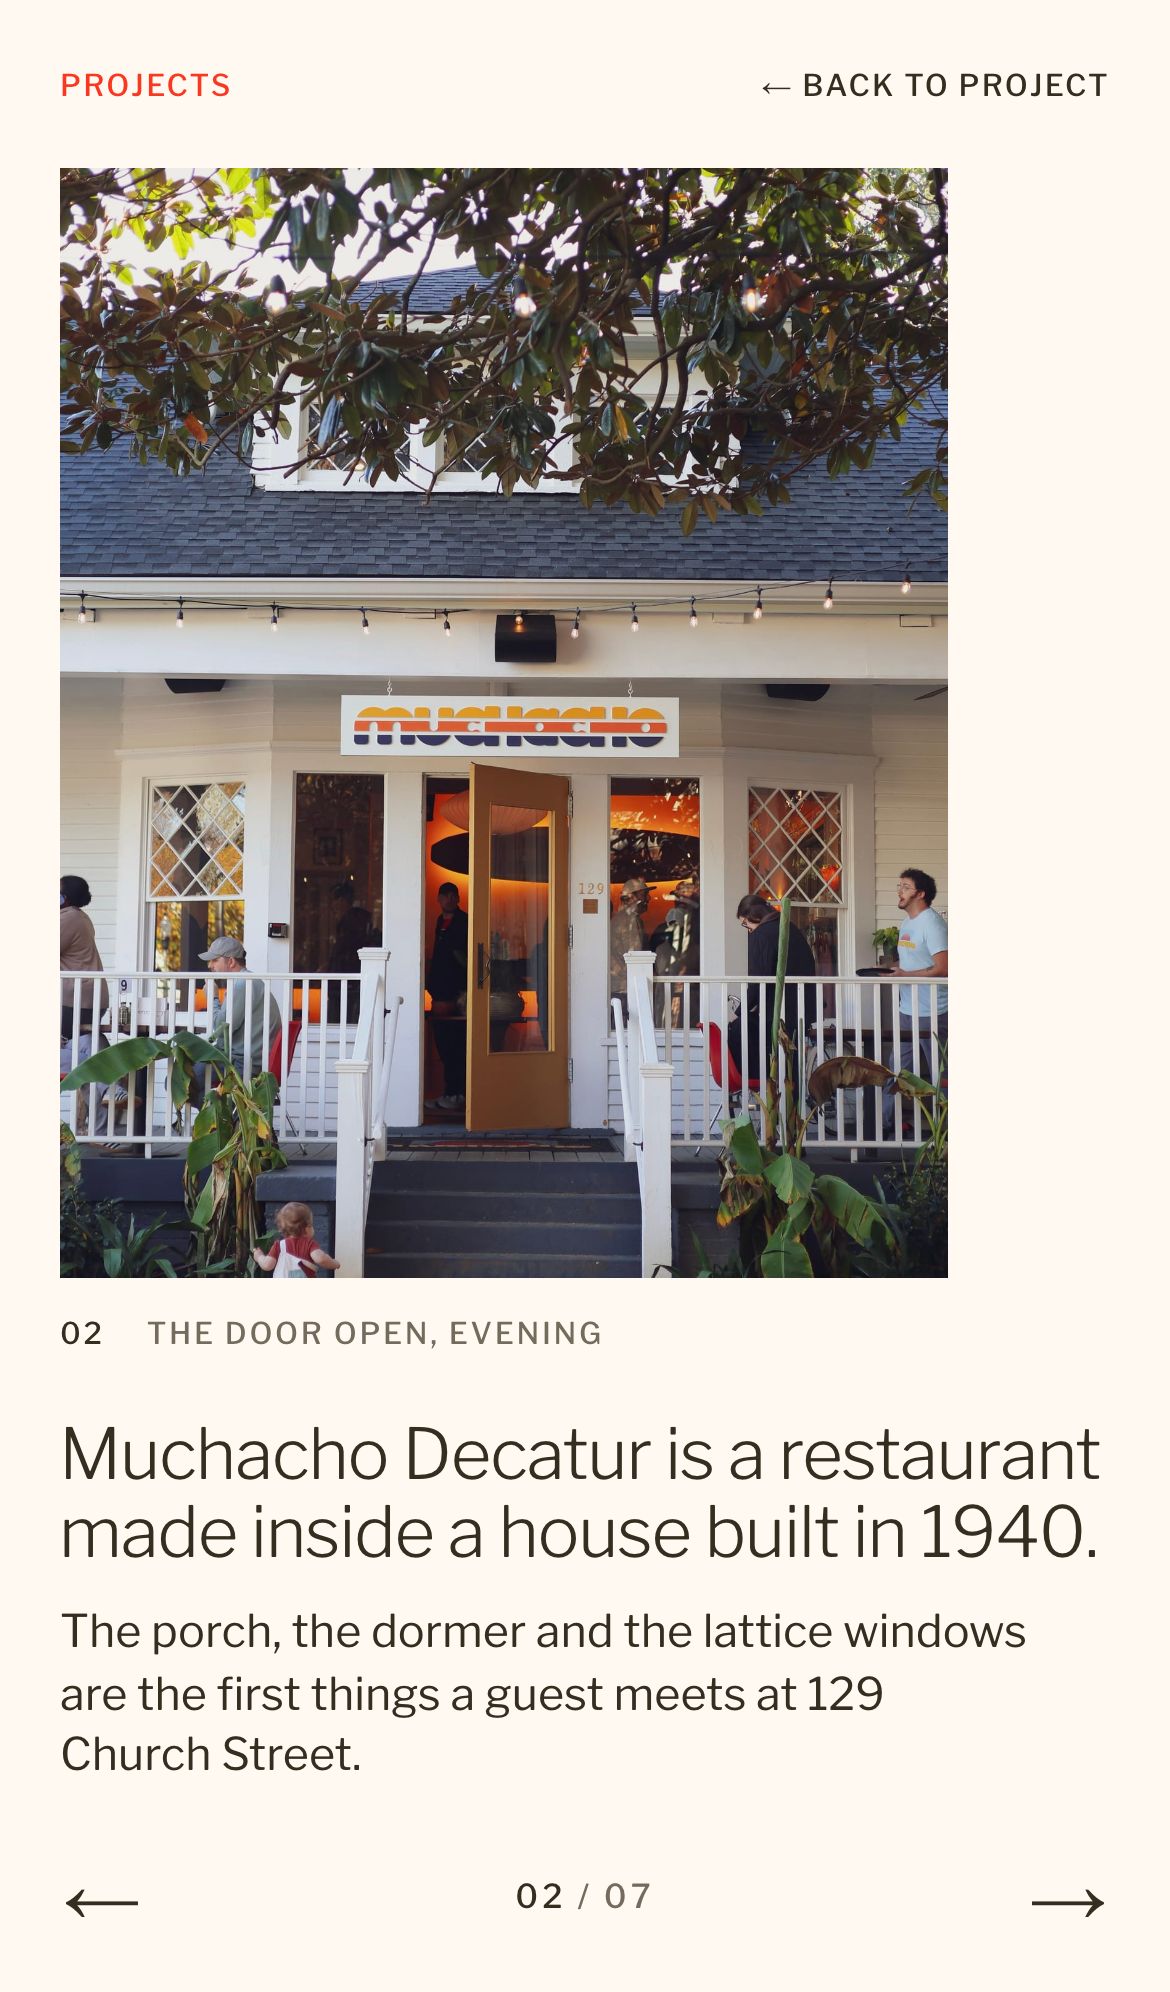 PROJECTS
← BACK TO PROJECT
muchacho
129
9
02 THE DOOR OPEN, EVENING
Muchacho Decatur is a restaurant
made inside a house built in 1940.
The porch, the dormer and the lattice windows
are the first things a guest meets at 129
Church Street.
← 02 / 07 →